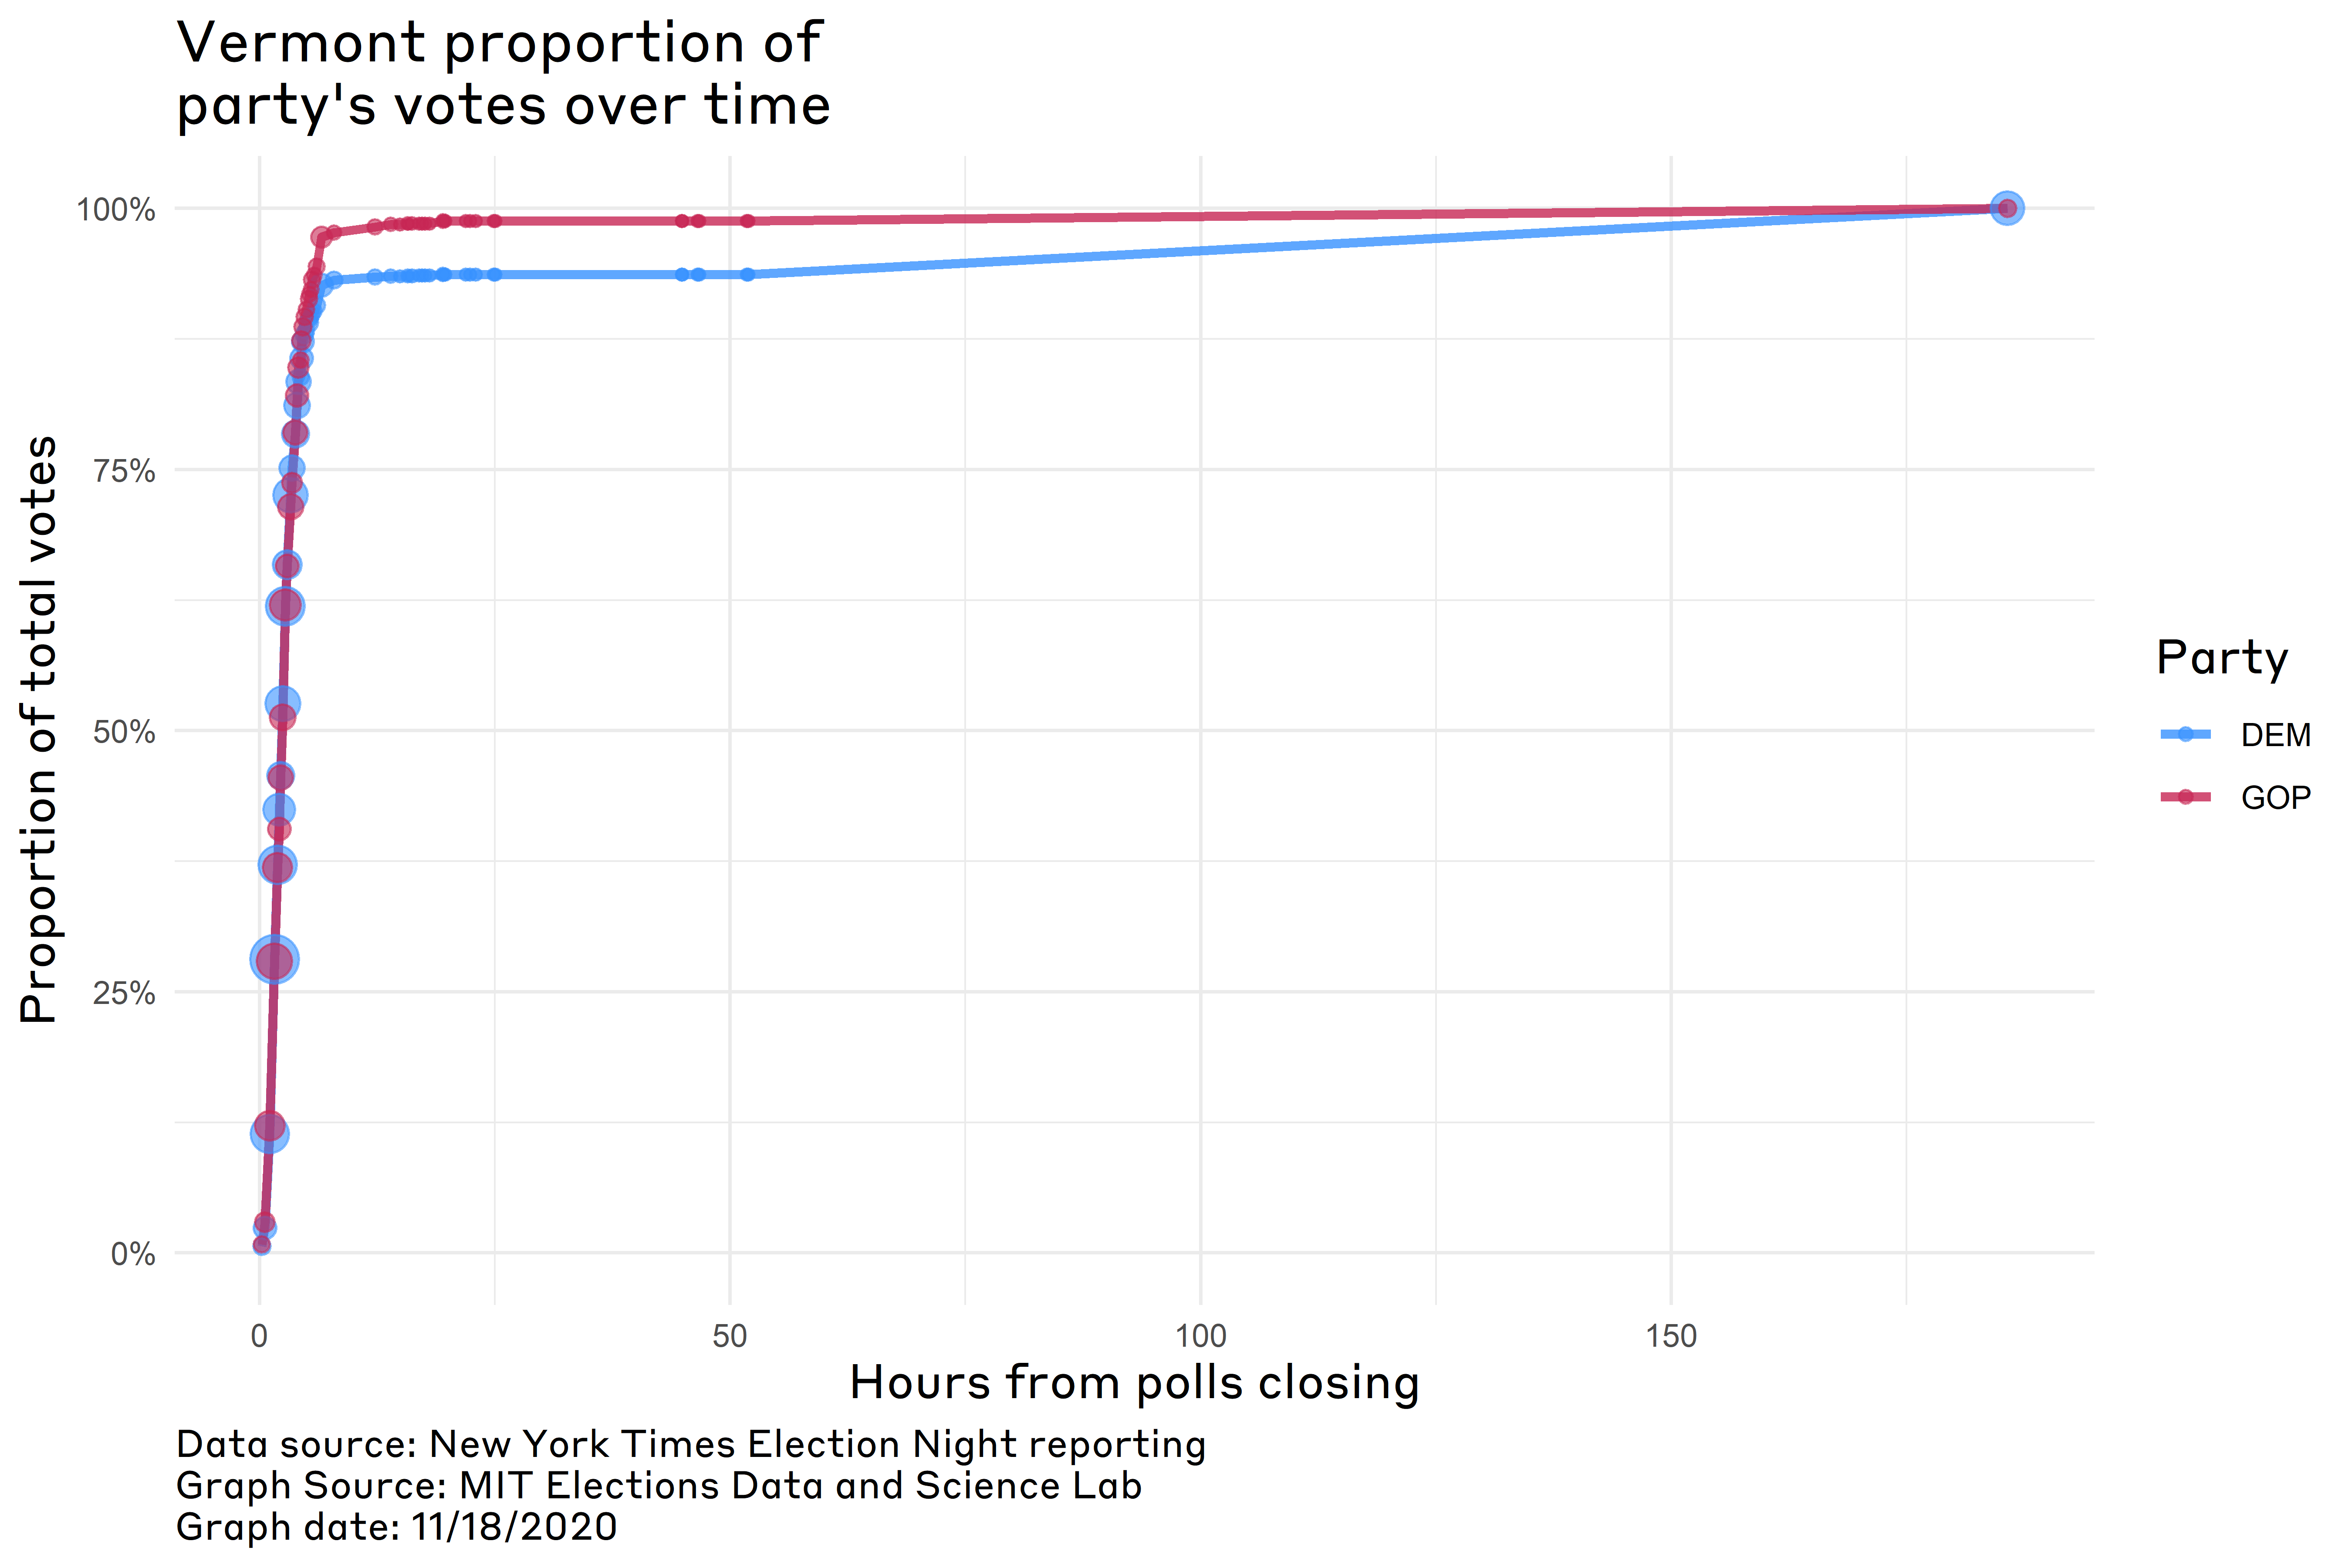 Vermont proportion of
party's votes over time
Proportion of total votes
100%
75%
50%
25%
0%
0 50 100 150
Hours from polls closing
Party
DEM
GOP
Data source: New York Times Election Night reporting
Graph Source: MIT Elections Data and Science Lab
Graph date: 11/18/2020